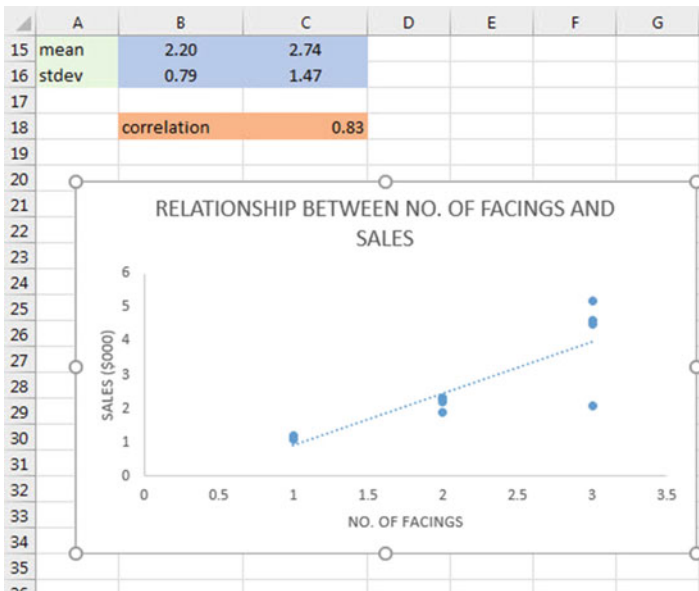 A B C D E F G
15 mean 2.20 2.74
16 stdev 0.79 1.47
17
18 correlation 0.83
19
20
21
22
23
24
25
26
27
28
29
30
31
32
33
34
35
RELATIONSHIP BETWEEN NO. OF FACINGS AND
SALES
SALES ($000)
6
5
4
3
2
1
0
0 0.5 1 1.5 2 2.5 3 3.5
NO. OF FACINGS